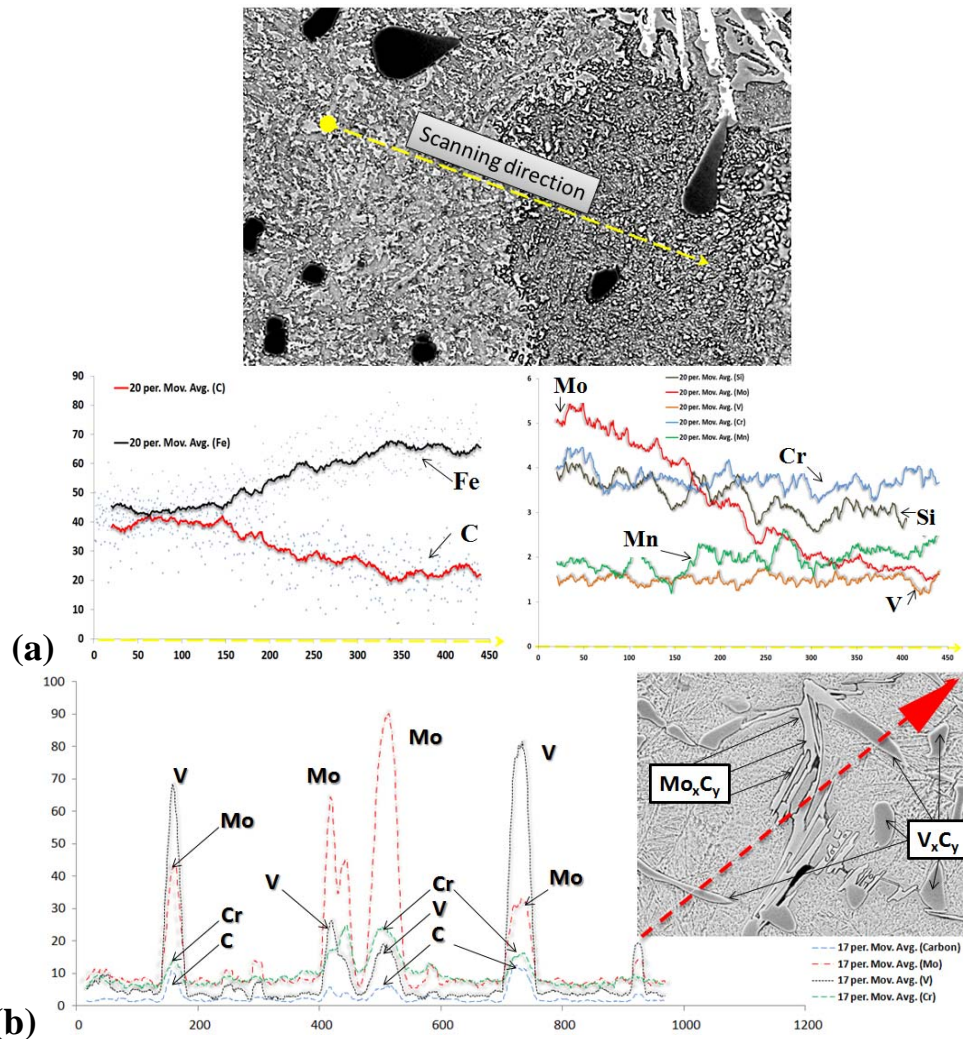 Scanning direction
90
80
70
60
50
40
30
20
10
0
20 per. Mov. Avg. (C)
20 per. Mov. Avg. (Fe)
Fe
C
0 50 100 150 200 250 300 350 400 450
(a)
6
5
4
3
2
1
0
20 per. Mov. Avg. (Si)
20 per. Mov. Avg. (Mo)
20 per. Mov. Avg. (V)
20 per. Mov. Avg. (Cr)
20 per. Mov. Avg. (Mn)
Mo
Cr
Si
Mn
V
0 50 100 150 200 250 300 350 400 450
100
90
80
70
60
50
40
30
20
10
0
V
Mo
Cr
C
Mo
V
Mo
Cr
V
C
V
Mo
0 200 400 600 800 1000 1200
MoxCy
VxCy
17 per. Mov. Avg. (Carbon)
17 per. Mov. Avg. (Mo)
17 per. Mov. Avg. (V)
17 per. Mov. Avg. (Cr)
(b)